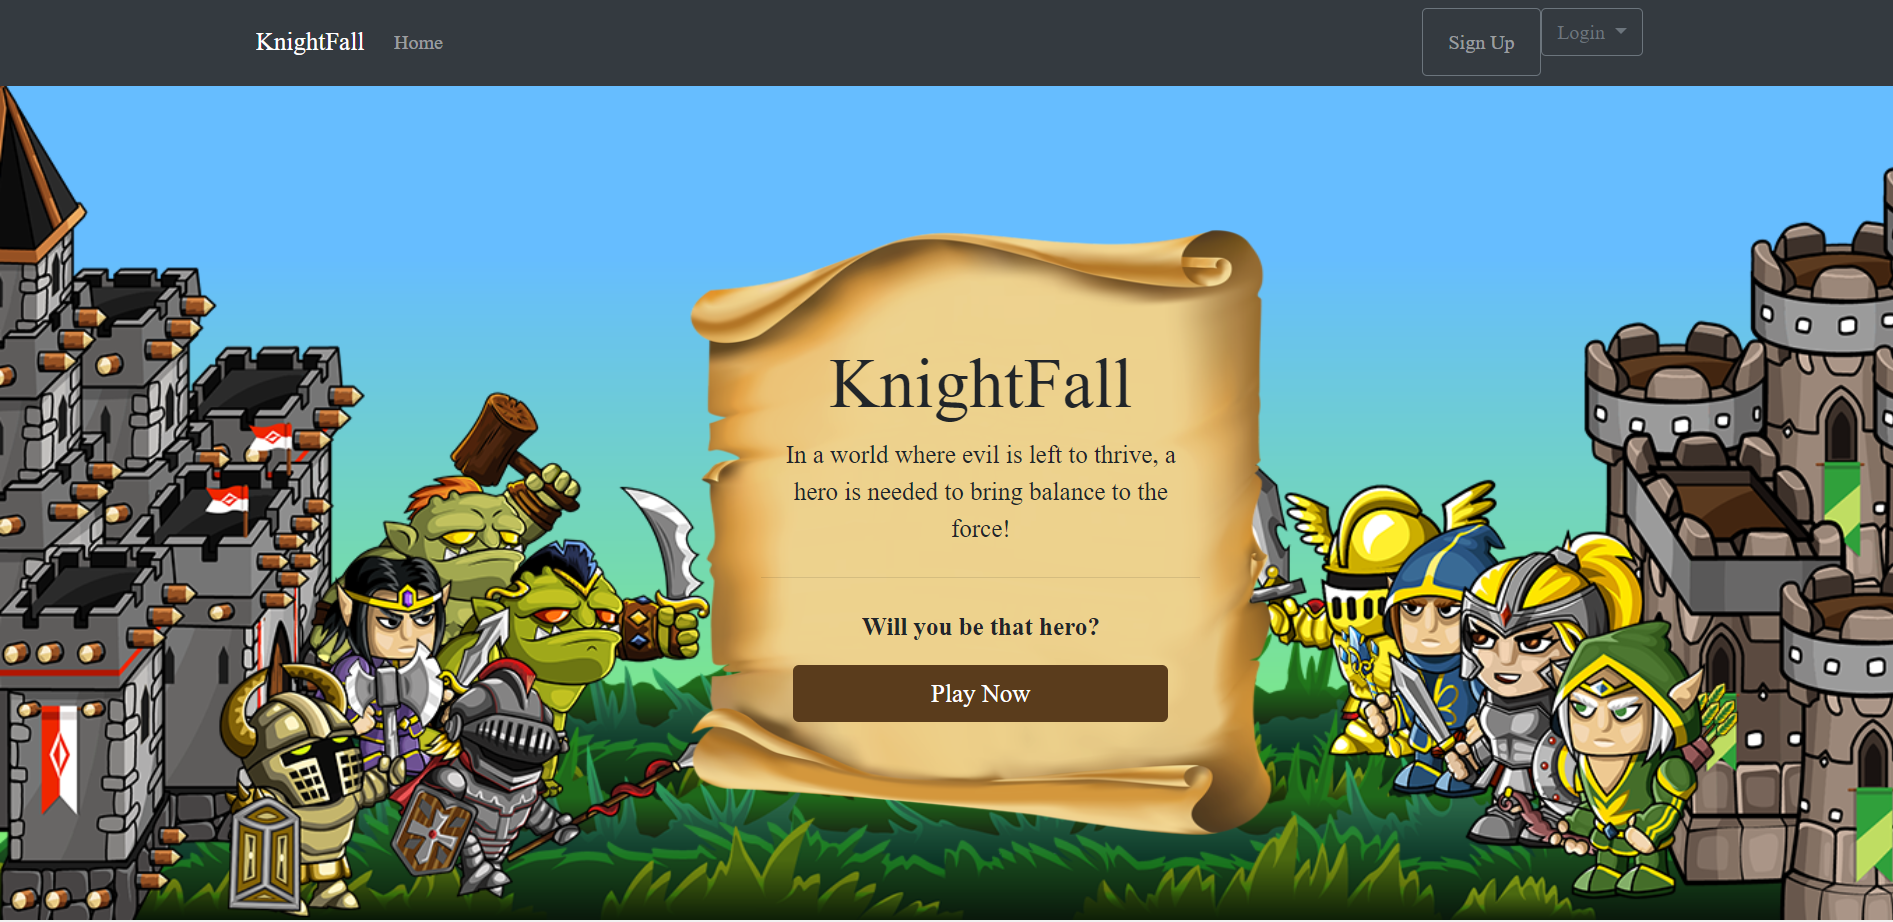 KnightFall Home Sign Up Login
KnightFall
In a world where evil is left to thrive, a
hero is needed to bring balance to the
force!
Will you be that hero?
Play Now